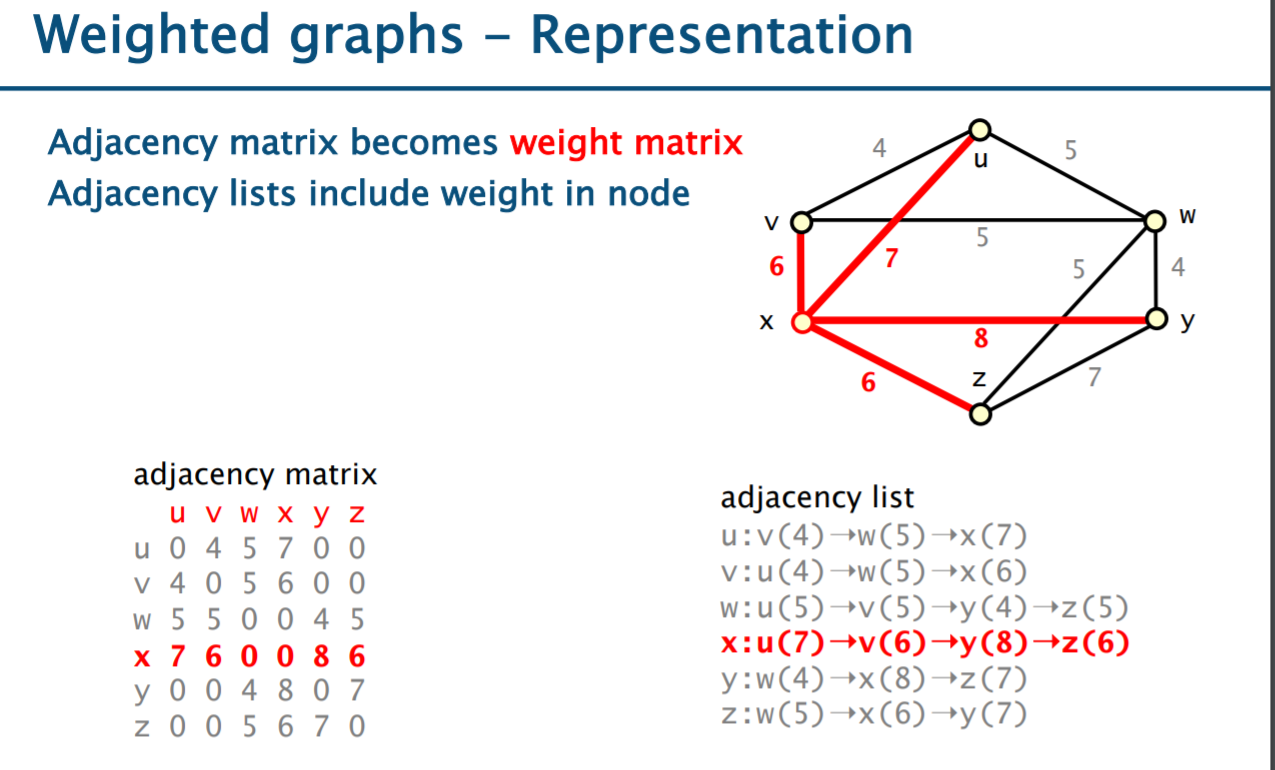 Weighted graphs – Representation
Adjacency matrix becomes weight matrix
Adjacency lists include weight in node
4
u
5
v
w
5
6
7
5
4
x
y
8
6
z
7
adjacency matrix
u v w x y z
u 0 4 5 7 0 0
v 4 0 5 6 0 0
w 5 5 0 0 4 5
x 7 6 0 0 8 6
y 0 0 4 8 0 7
z 0 0 5 6 7 0
adjacency list
u:v(4)→w(5)→x(7)
v:u(4)→w(5)→x(6)
w:u(5)→v(5)→y(4)→z(5)
x:u(7)→v(6)→y(8)→z(6)
y:w(4)→x(8)→z(7)
z:w(5)→x(6)→y(7)